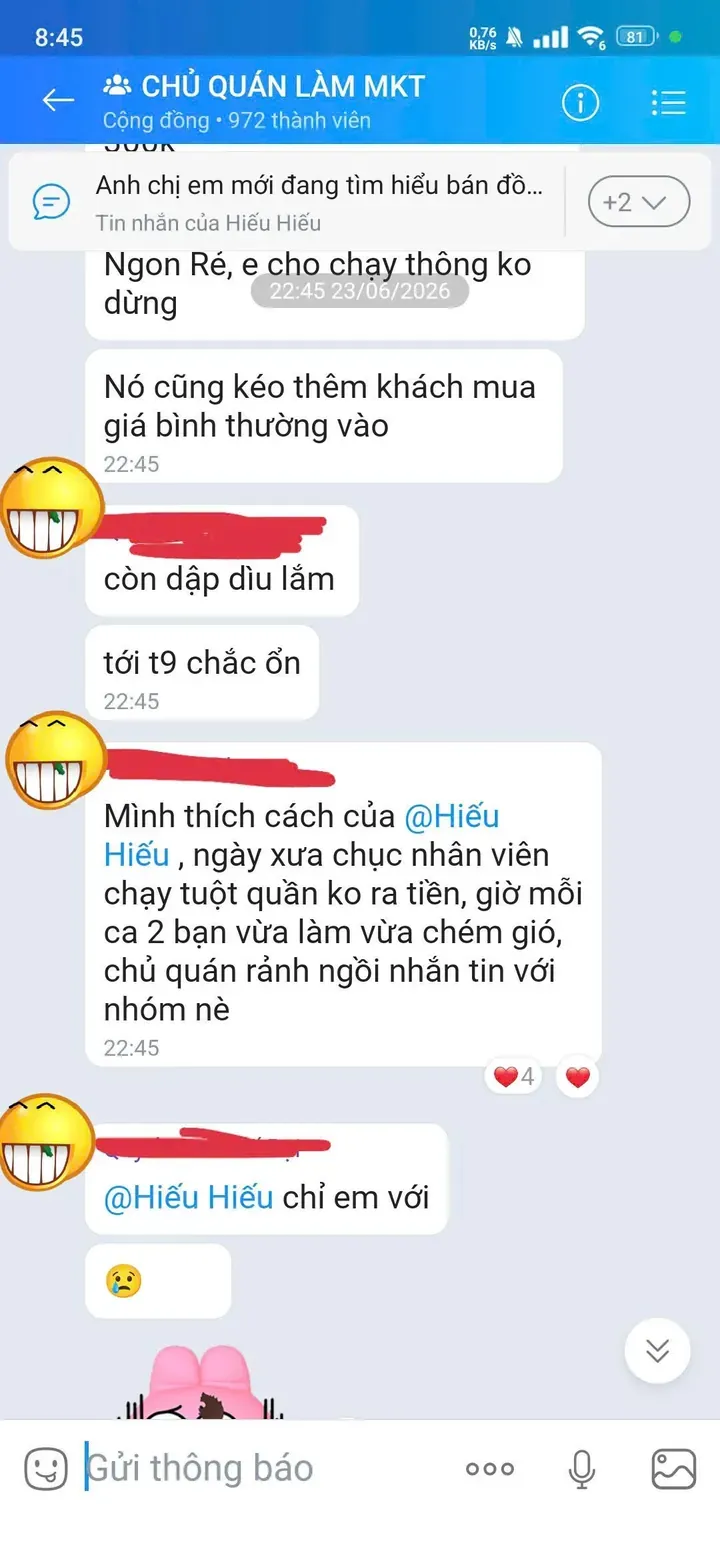 8:45
0,76
KB/s
6
81
CHỦ QUÁN LÀM MKT
Cộng đồng • 972 thành viên
300k
Anh chị em mới đang tìm hiểu bán đồ...
Tin nhắn của Hiếu Hiếu
+2
Ngon Ré, e cho chạy thông ko
dừng
22:45 23/06/2026
Nó cũng kéo thêm khách mua
giá bình thường vào
22:45
còn dập dìu lắm
tới t9 chắc ổn
22:45
Mình thích cách của @Hiếu
Hiếu , ngày xưa chục nhân viên
chạy tuột quần ko ra tiền, giờ mỗi
ca 2 bạn vừa làm vừa chém gió,
chủ quán rảnh ngồi nhắn tin với
nhóm nè
22:45
4
@Hiếu Hiếu chỉ em với
Gửi thông báo